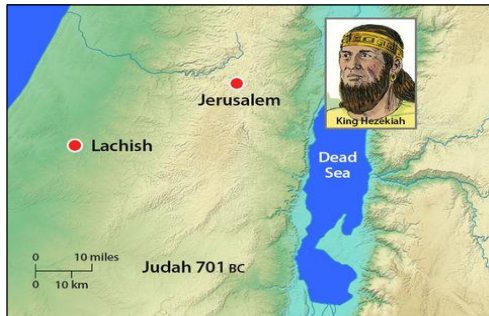 King Hezekiah
Jerusalem
Lachish
Dead
Sea
0 10 miles
0 10 km
Judah 701 BC